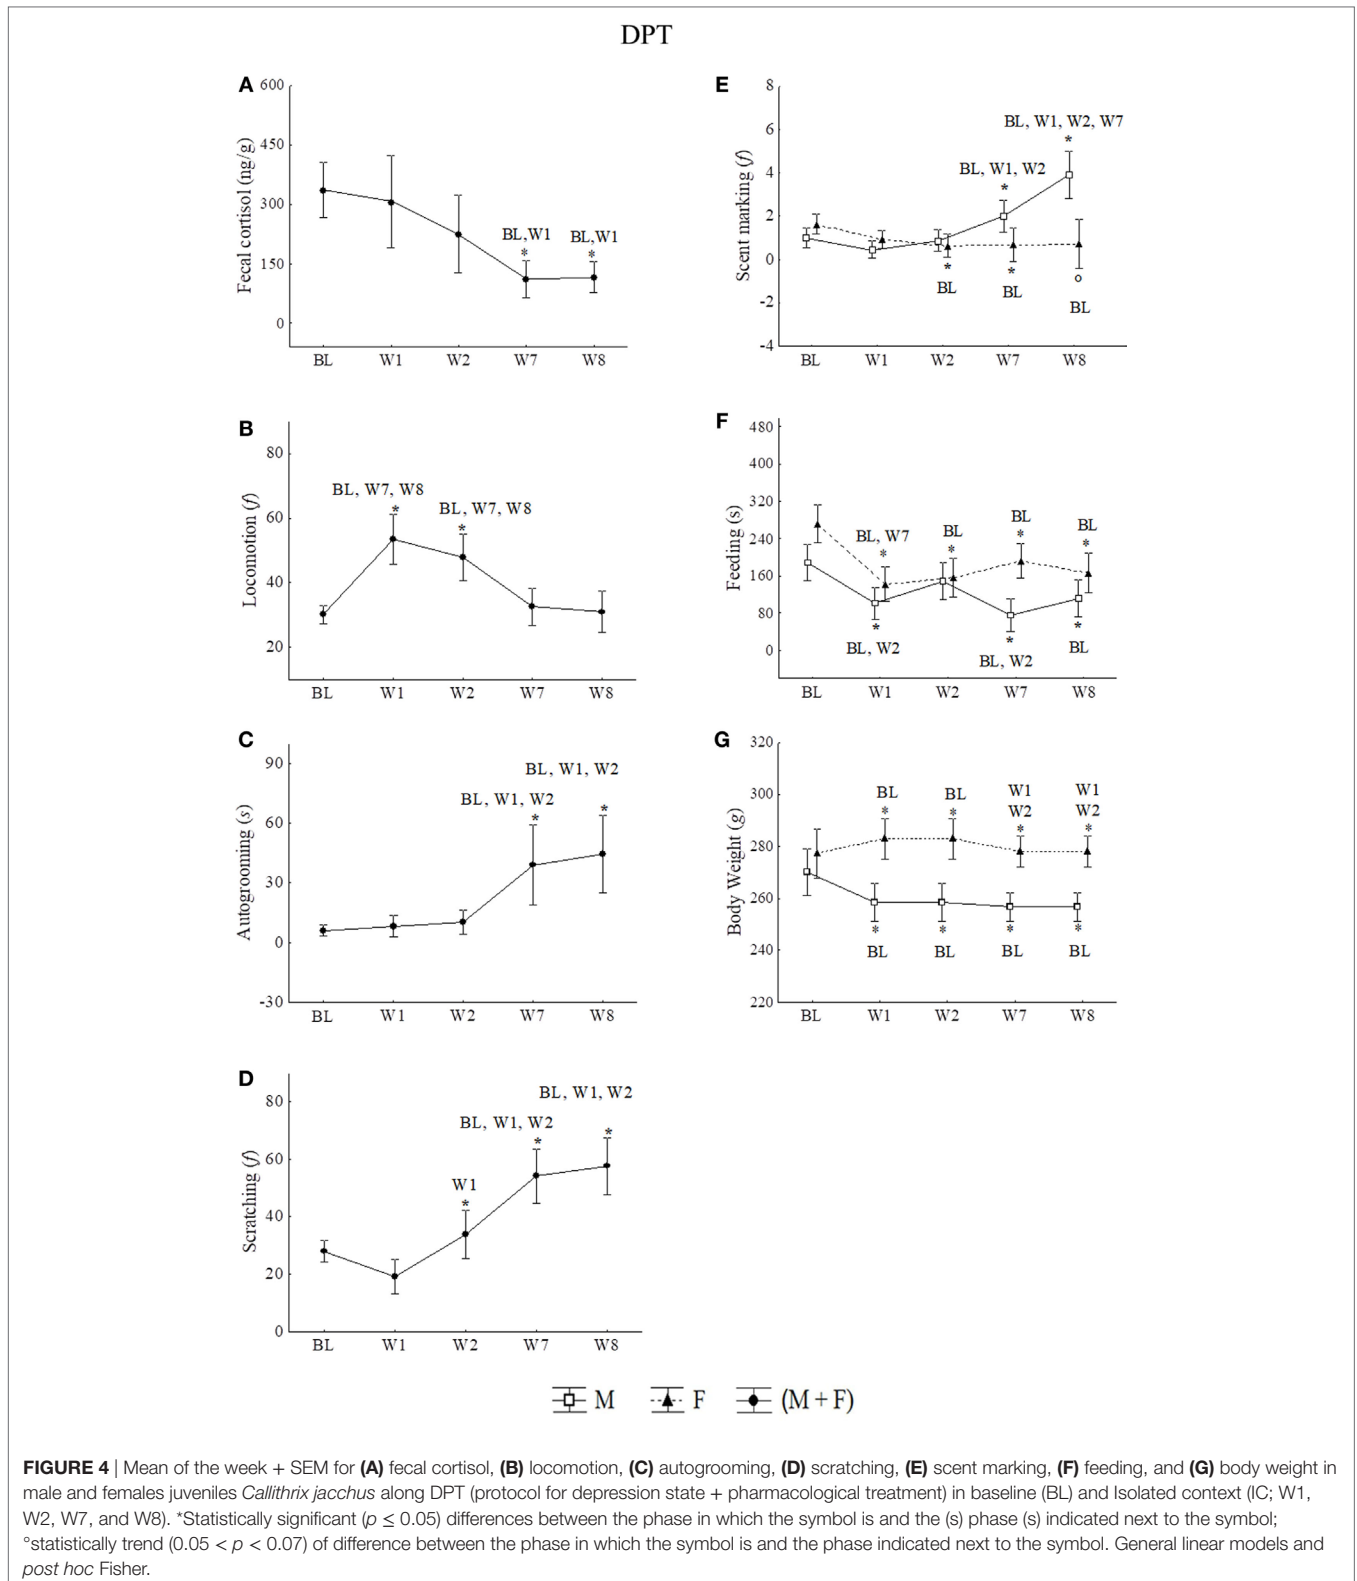 DPT
A
600
450
300
150
0
Fecal cortisol (ng/g)
BL,W1
*
BL,W1
*
BL W1 W2 W7 W8
B
80
60
40
20
Locomotion (f)
BL, W7, W8
*
BL, W7, W8
*
BL W1 W2 W7 W8
C
90
60
30
0
-30
Autogrooming (s)
BL, W1, W2
*
BL, W1, W2
*
BL W1 W2 W7 W8
D
80
60
40
20
0
Scratching (f)
W1
*
BL, W1, W2
*
BL, W1, W2
*
BL W1 W2 W7 W8
E
8
6
4
2
0
-2
-4
Scent marking (f)
BL, W1, W2, W7
*
BL, W1, W2
*
*
BL
*
BL
o
BL
BL W1 W2 W7 W8
F
480
400
320
240
160
80
0
Feeding (s)
BL, W7
*
BL
*
BL
*
BL
*
*
BL, W2
*
BL, W2
*
BL
BL W1 W2 W7 W8
G
320
300
280
260
240
220
Body Weight (g)
BL
*
BL
*
W1
W2
*
W1
W2
*
*
BL
*
BL
*
BL
*
BL
BL W1 W2 W7 W8
M F (M + F)
FIGURE 4 | Mean of the week + SEM for (A) fecal cortisol, (B) locomotion, (C) autogrooming, (D) scratching, (E) scent marking, (F) feeding, and (G) body weight in
male and females juveniles Callithrix jacchus along DPT (protocol for depression state + pharmacological treatment) in baseline (BL) and Isolated context (IC; W1,
W2, W7, and W8). *Statistically significant (p ≤ 0.05) differences between the phase in which the symbol is and the (s) phase (s) indicated next to the symbol;
°statistically trend (0.05 < p < 0.07) of difference between the phase in which the symbol is and the phase indicated next to the symbol. General linear models and
post hoc Fisher.